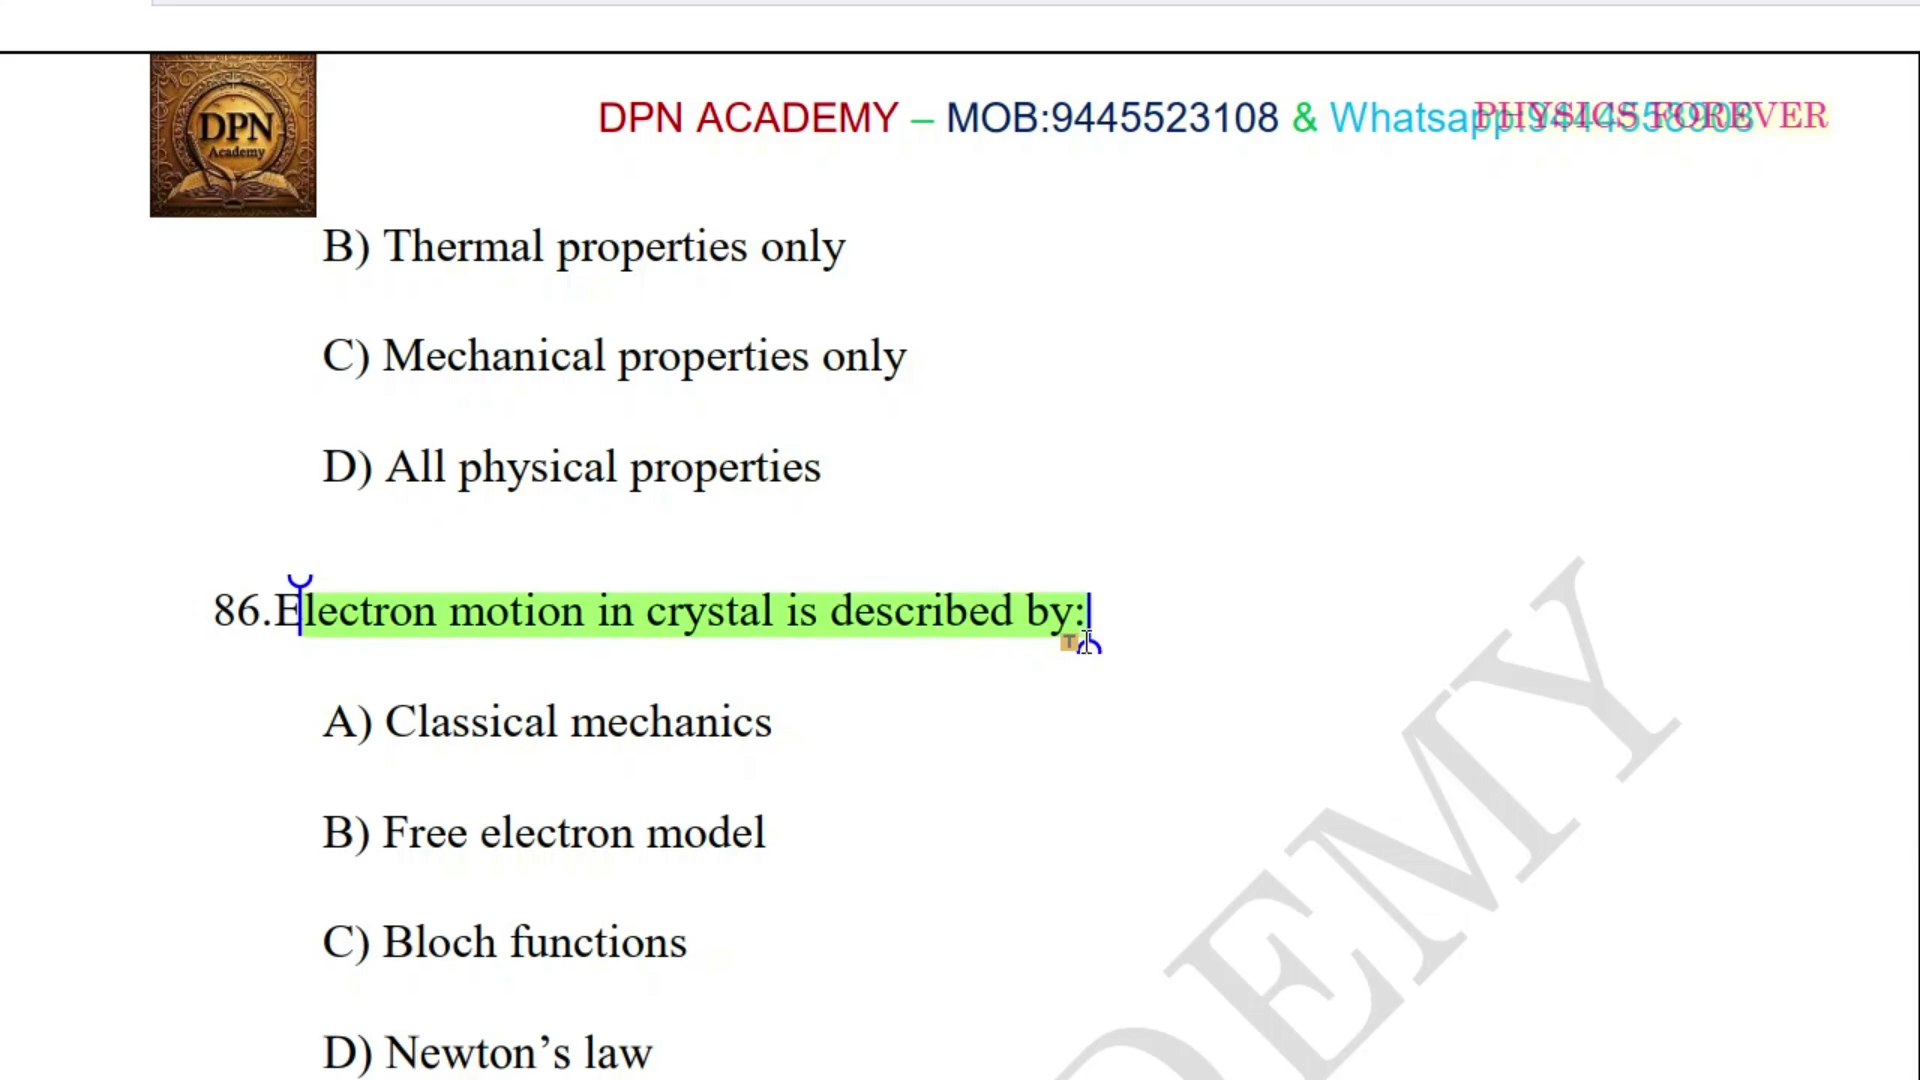 DPN
Academy
DPN ACADEMY – MOB:9445523108 & Whatsapp:9444558908
PHYSICS FOREVER
B) Thermal properties only
C) Mechanical properties only
D) All physical properties
86.Electron motion in crystal is described by:
T
A) Classical mechanics
B) Free electron model
C) Bloch functions
D) Newton’s law
DEMY